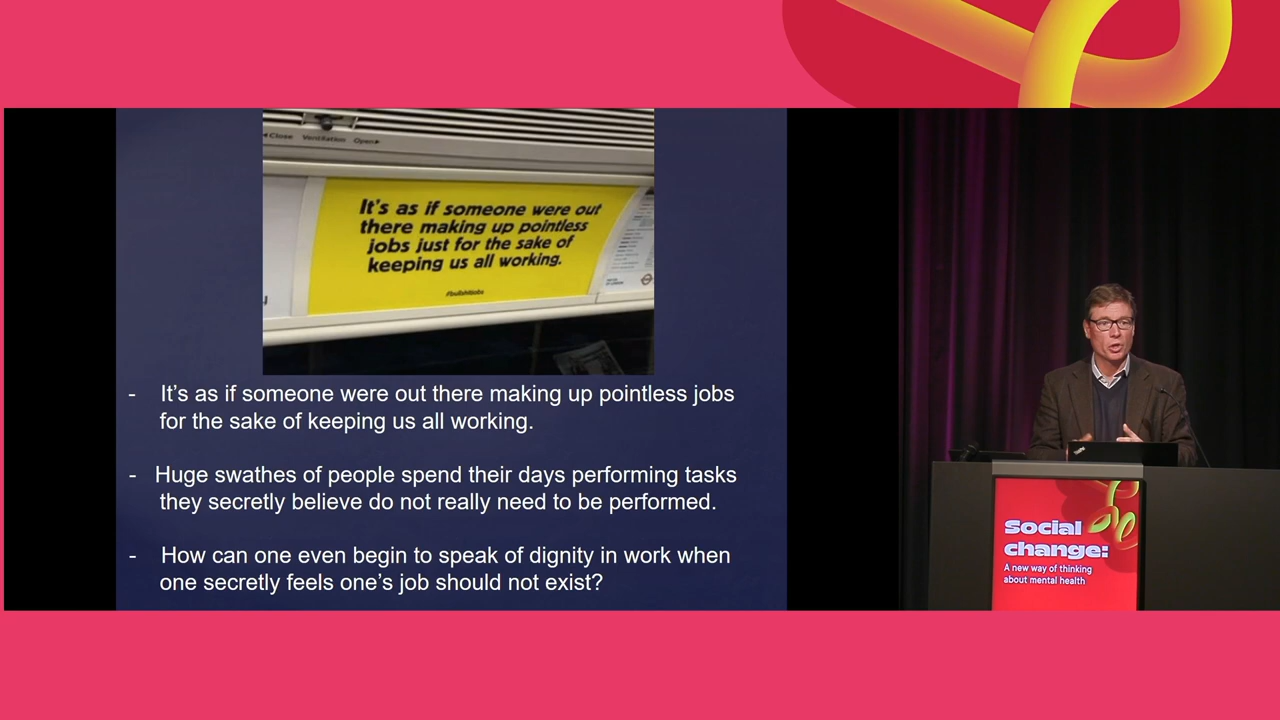 ◄Close Ventilation Open►
It's as if someone were out
there making up pointless
jobs just for the sake of
keeping us all working.
- It’s as if someone were out there making up pointless jobs
for the sake of keeping us all working.
- Huge swathes of people spend their days performing tasks
they secretly believe do not really need to be performed.
- How can one even begin to speak of dignity in work when
one secretly feels one’s job should not exist?
Social
change:
A new way of thinking
about mental health